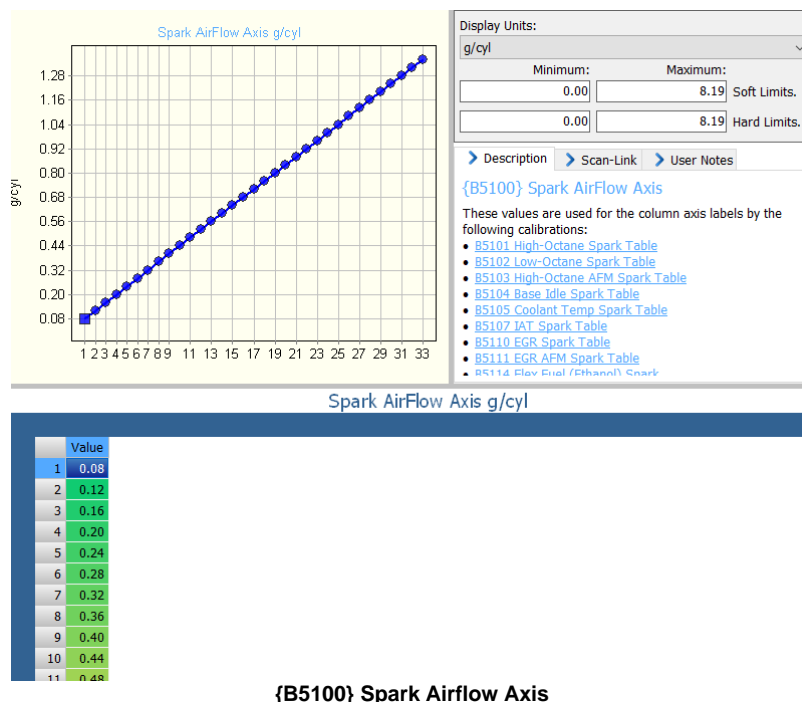 Spark AirFlow Axis g/cyl
g/cyl
1.28
1.16
1.04
0.92
0.80
0.68
0.56
0.44
0.32
0.20
0.08
1 2 3 4 5 6 7 8 9 11 13 15 17 19 21 23 25 27 29 31 33
Display Units:
g/cyl
Minimum: Maximum:
0.00 8.19 Soft Limits.
0.00 8.19 Hard Limits.
Description Scan-Link User Notes
{B5100} Spark AirFlow Axis
These values are used for the column axis labels by the
following calibrations:
• B5101 High-Octane Spark Table
• B5102 Low-Octane Spark Table
• B5103 High-Octane AFM Spark Table
• B5104 Base Idle Spark Table
• B5105 Coolant Temp Spark Table
• B5107 IAT Spark Table
• B5110 EGR Spark Table
• B5111 EGR AFM Spark Table
• B5114 Flex Fuel (Ethanol) Spark
Spark AirFlow Axis g/cyl
Value
1 0.08
2 0.12
3 0.16
4 0.20
5 0.24
6 0.28
7 0.32
8 0.36
9 0.40
10 0.44
11 0.48
{B5100} Spark Airflow Axis